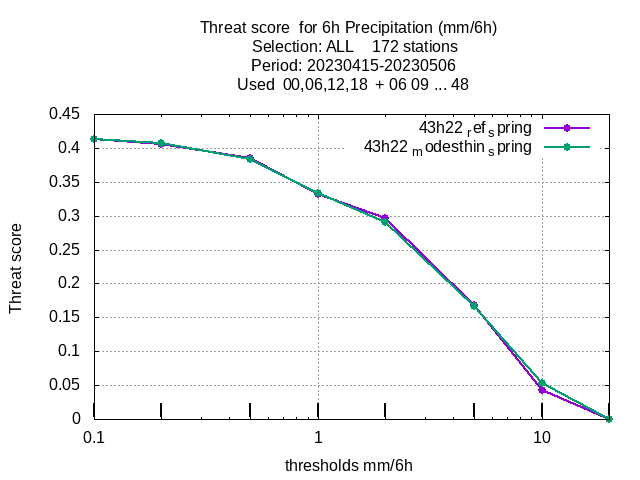 Threat score  for 6h Precipitation (mm/6h)
Selection: ALL    172 stations
Period: 20230415-20230506
Used  00,06,12,18  + 06 09 ... 48
43h22 ref spring
43h22 modesthin spring
0.45
0.4
0.35
0.3
0.25
0.2
0.15
0.1
0.05
0
Threat score
0.1
1
10
thresholds mm/6h